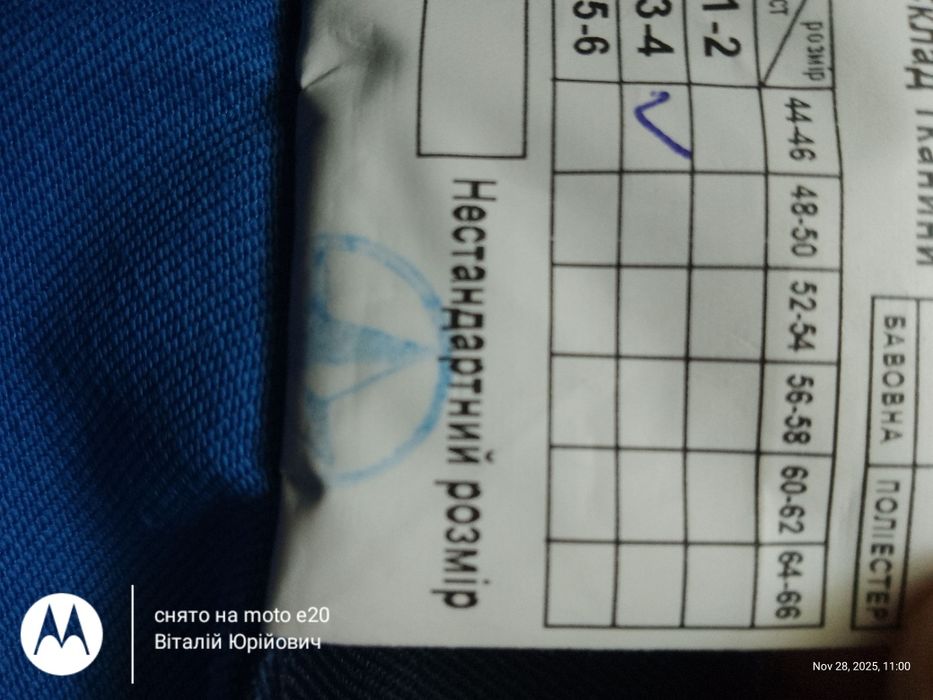 клад тканини
БАВОВНА ПОЛІЕСТЕР
розмір 44-46 48-50 52-54 56-58 60-62 64-66
ст
1-2
3-4
5-6
Нестандартний розмір
снято на moto e20
Віталій Юрійович
Nov 28, 2025, 11:00